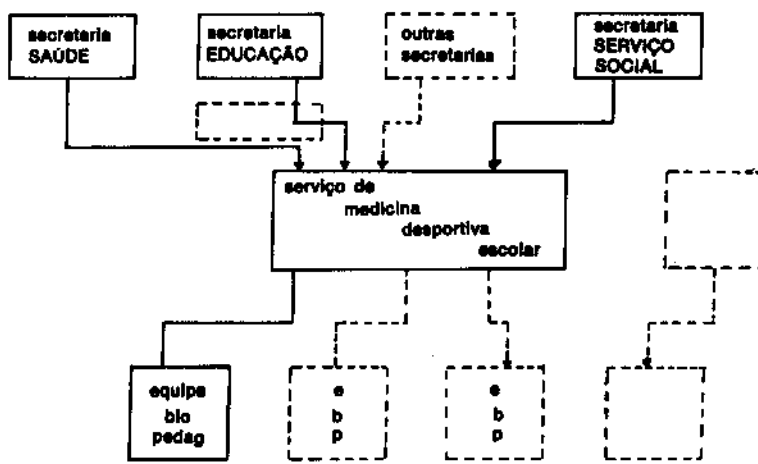 secretaria
SAÚDE
secretaria
EDUCAÇÃO
outras
secretarias
secretaria
SERVIÇO
SOCIAL
serviço de
medicina
desportiva
escolar
equipe
bio
pedag
e
b
p
e
b
p